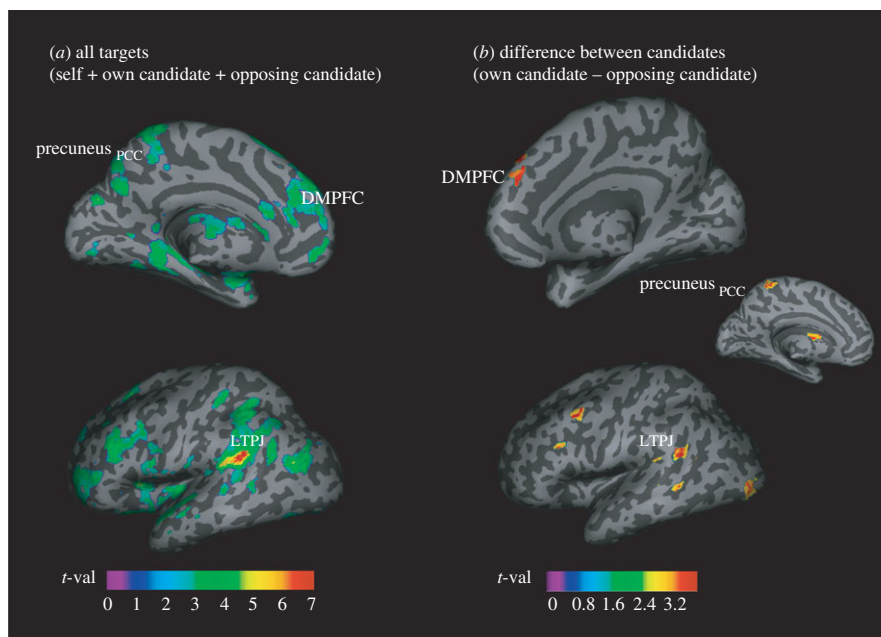 (a) all targets
(self + own candidate + opposing candidate)
precuneus PCC
DMPFC
LTPJ
t-val
0 1 2 3 4 5 6 7
(b) difference between candidates
(own candidate – opposing candidate)
DMPFC
precuneus PCC
LTPJ
t-val
0 0.8 1.6 2.4 3.2